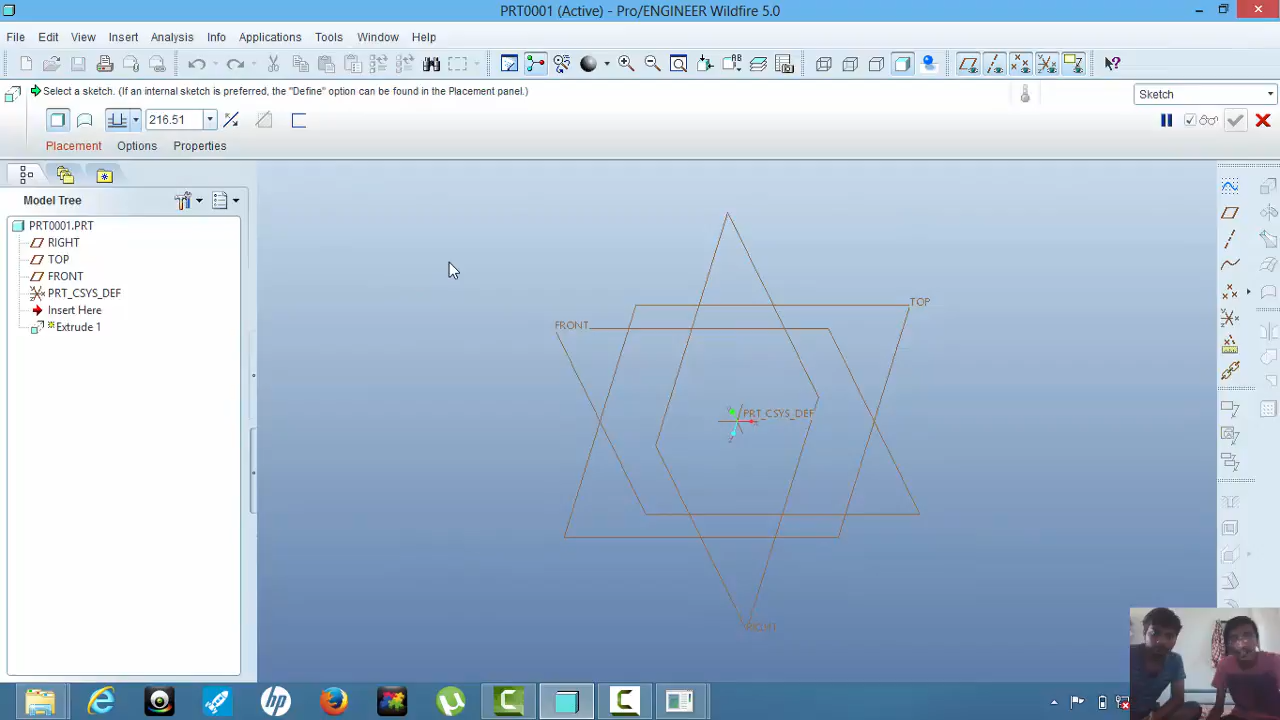 PRT0001 (Active) - Pro/ENGINEER Wildfire 5.0
File Edit View Insert Analysis Info Applications Tools Window Help
Select a sketch. (If an internal sketch is preferred, the "Define" option can be found in the Placement panel.)
Sketch
216.51
Placement Options Properties
Model Tree
PRT0001.PRT
RIGHT
TOP
FRONT
PRT_CSYS_DEF
Insert Here
Extrude 1
TOP
FRONT
PRT_CSYS_DEF
RIGHT